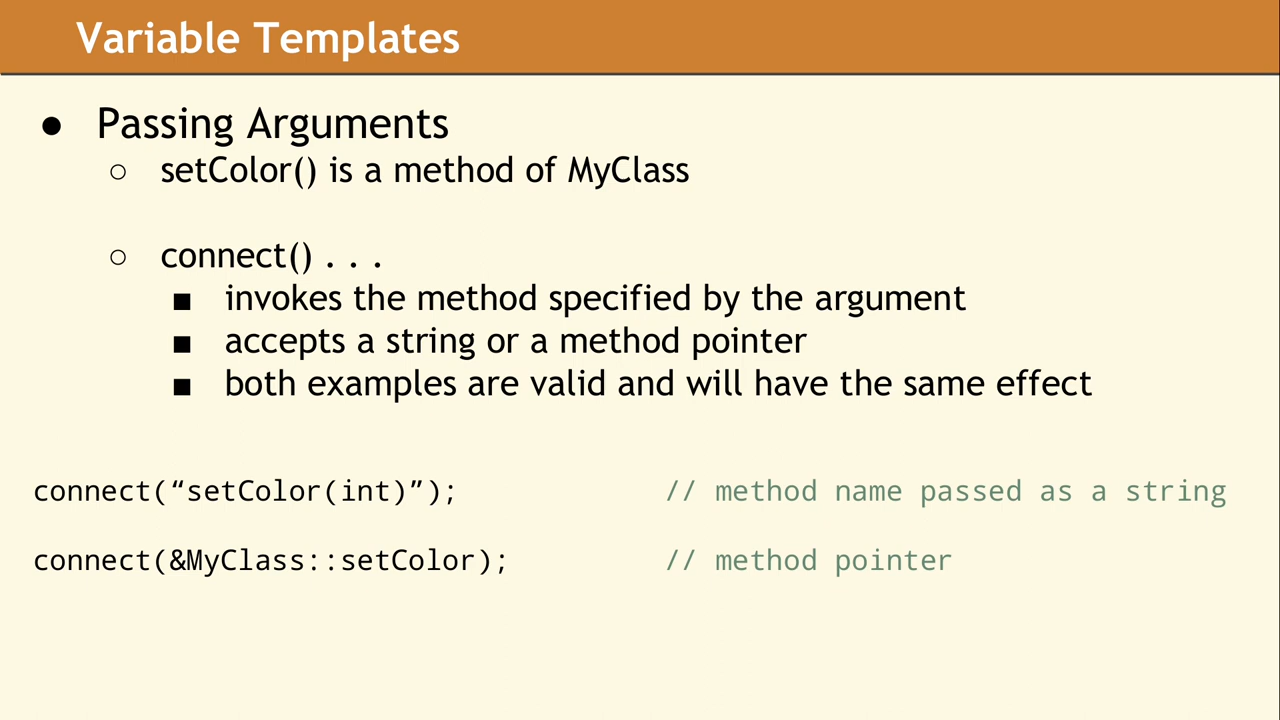 Variable Templates
● Passing Arguments
○ setColor() is a method of MyClass
○ connect() . . .
■ invokes the method specified by the argument
■ accepts a string or a method pointer
■ both examples are valid and will have the same effect
connect(“setColor(int)”); // method name passed as a string
connect(&MyClass::setColor); // method pointer